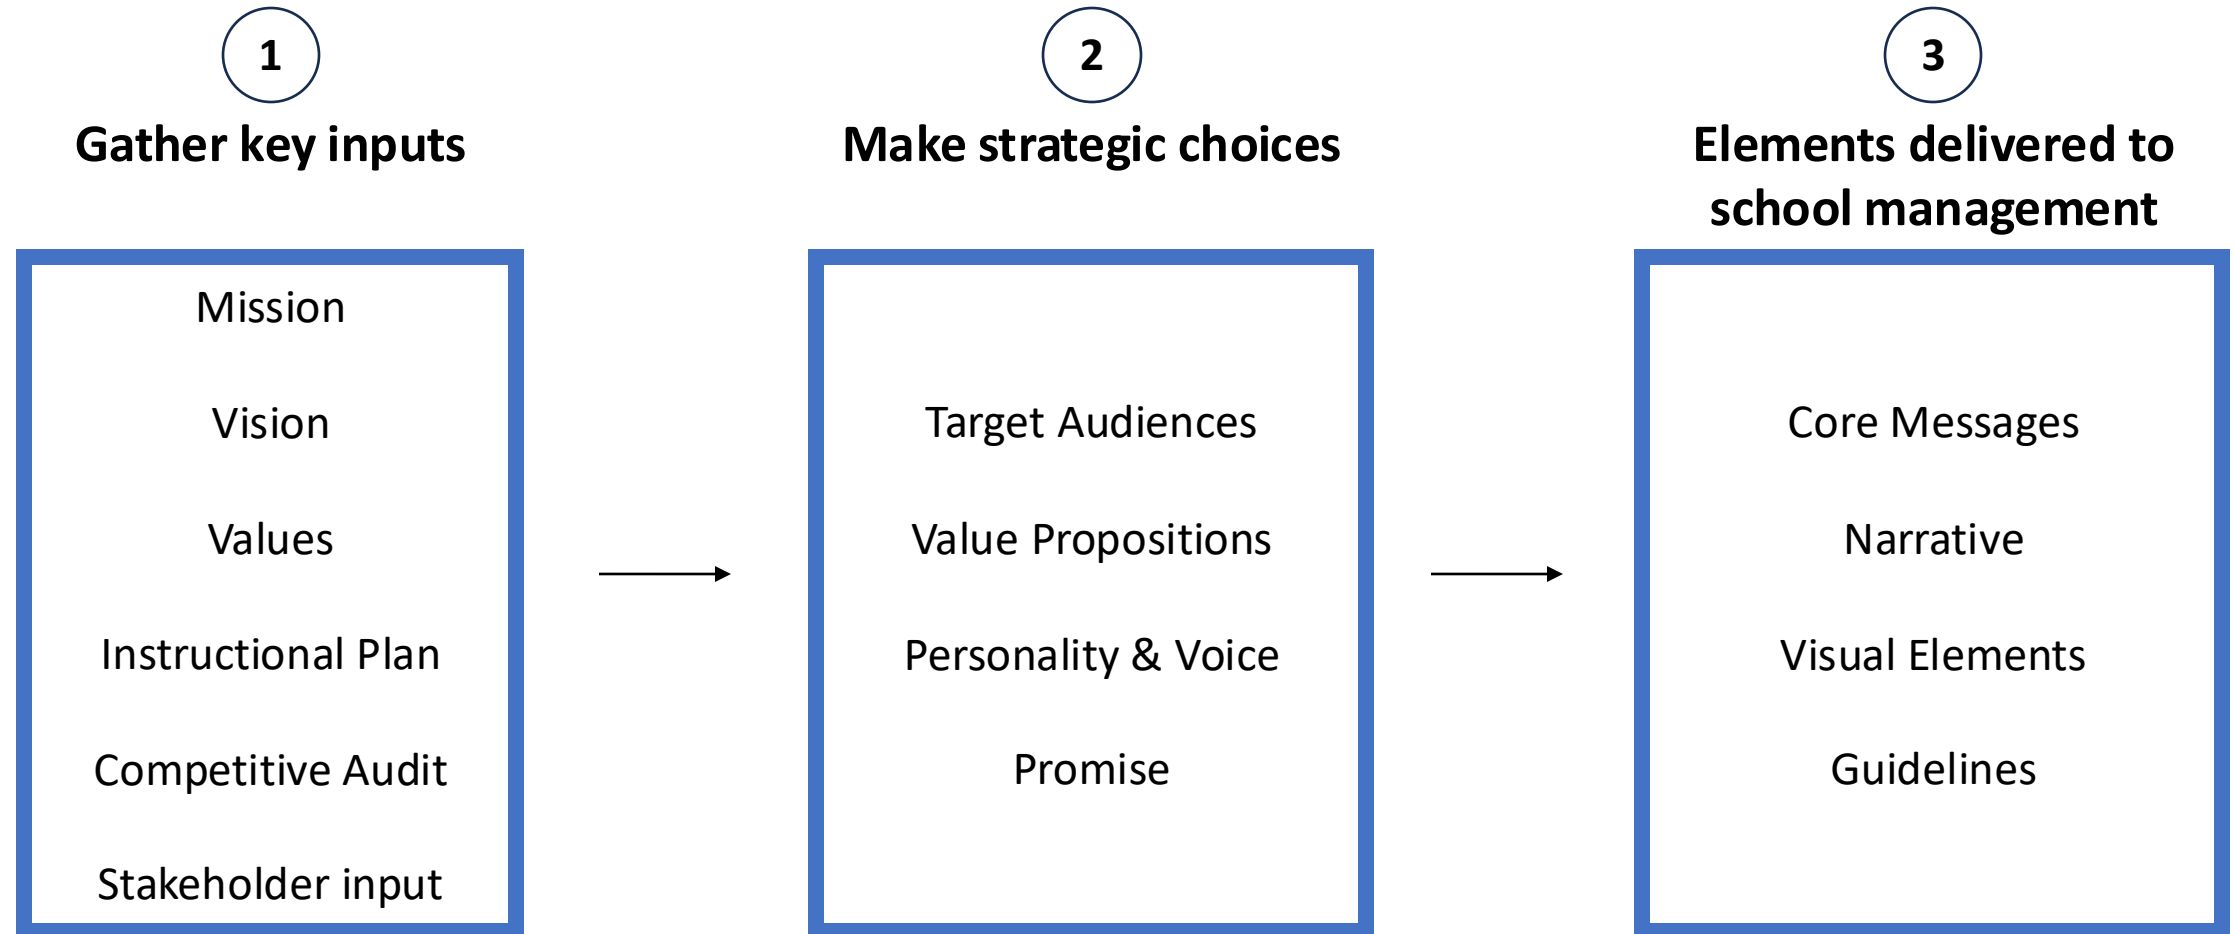 1
Gather key inputs
Mission
Vision
Values
Instructional Plan
Competitive Audit
Stakeholder input
2
Make strategic choices
Target Audiences
Value Propositions
Personality & Voice
Promise
3
Elements delivered to
school management
Core Messages
Narrative
Visual Elements
Guidelines